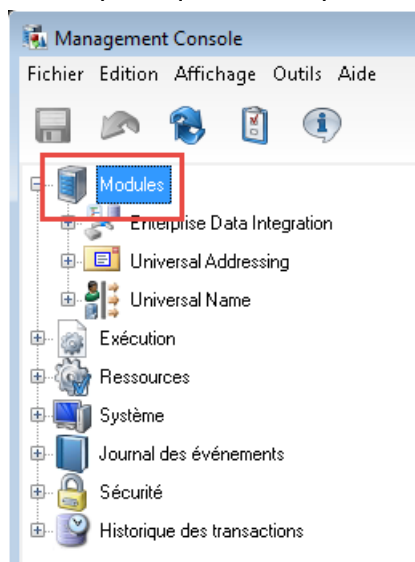 Management Console
Fichier Edition Affichage Outils Aide
Modules
Enterprise Data Integration
Universal Addressing
Universal Name
Exécution
Ressources
Système
Journal des événements
Sécurité
Historique des transactions